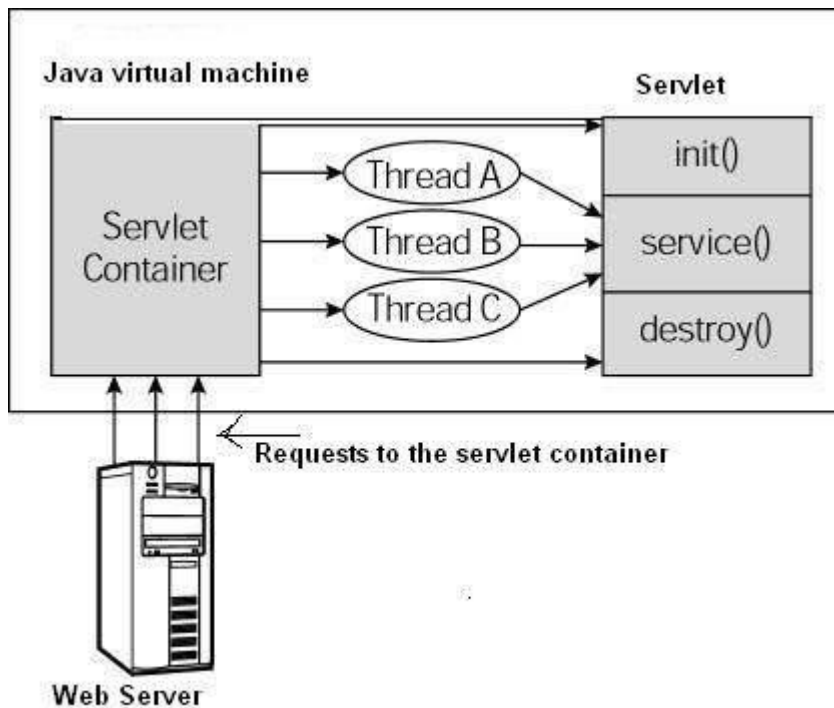 Java virtual machine
Servlet
Servlet
Container
Thread A
Thread B
Thread C
init()
service()
destroy()
Requests to the servlet container
Web Server